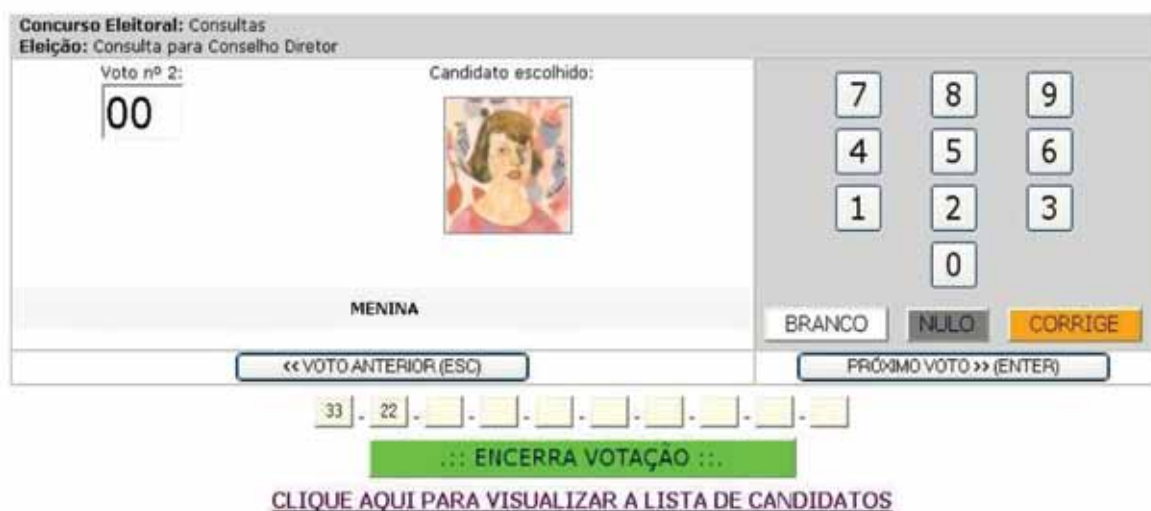 Concurso Eleitoral: Consultas
Eleição: Consulta para Conselho Diretor
Voto nº 2:
00
Candidato escolhido:
MENINA
7 8 9
4 5 6
1 2 3
0
BRANCO NULO CORRIGE
<< VOTO ANTERIOR (ESC)
PRÓXIMO VOTO >> (ENTER)
33 - 22 - - - - - - - -
.::: ENCERRA VOTAÇÃO :::.
CLIQUE AQUI PARA VISUALIZAR A LISTA DE CANDIDATOS